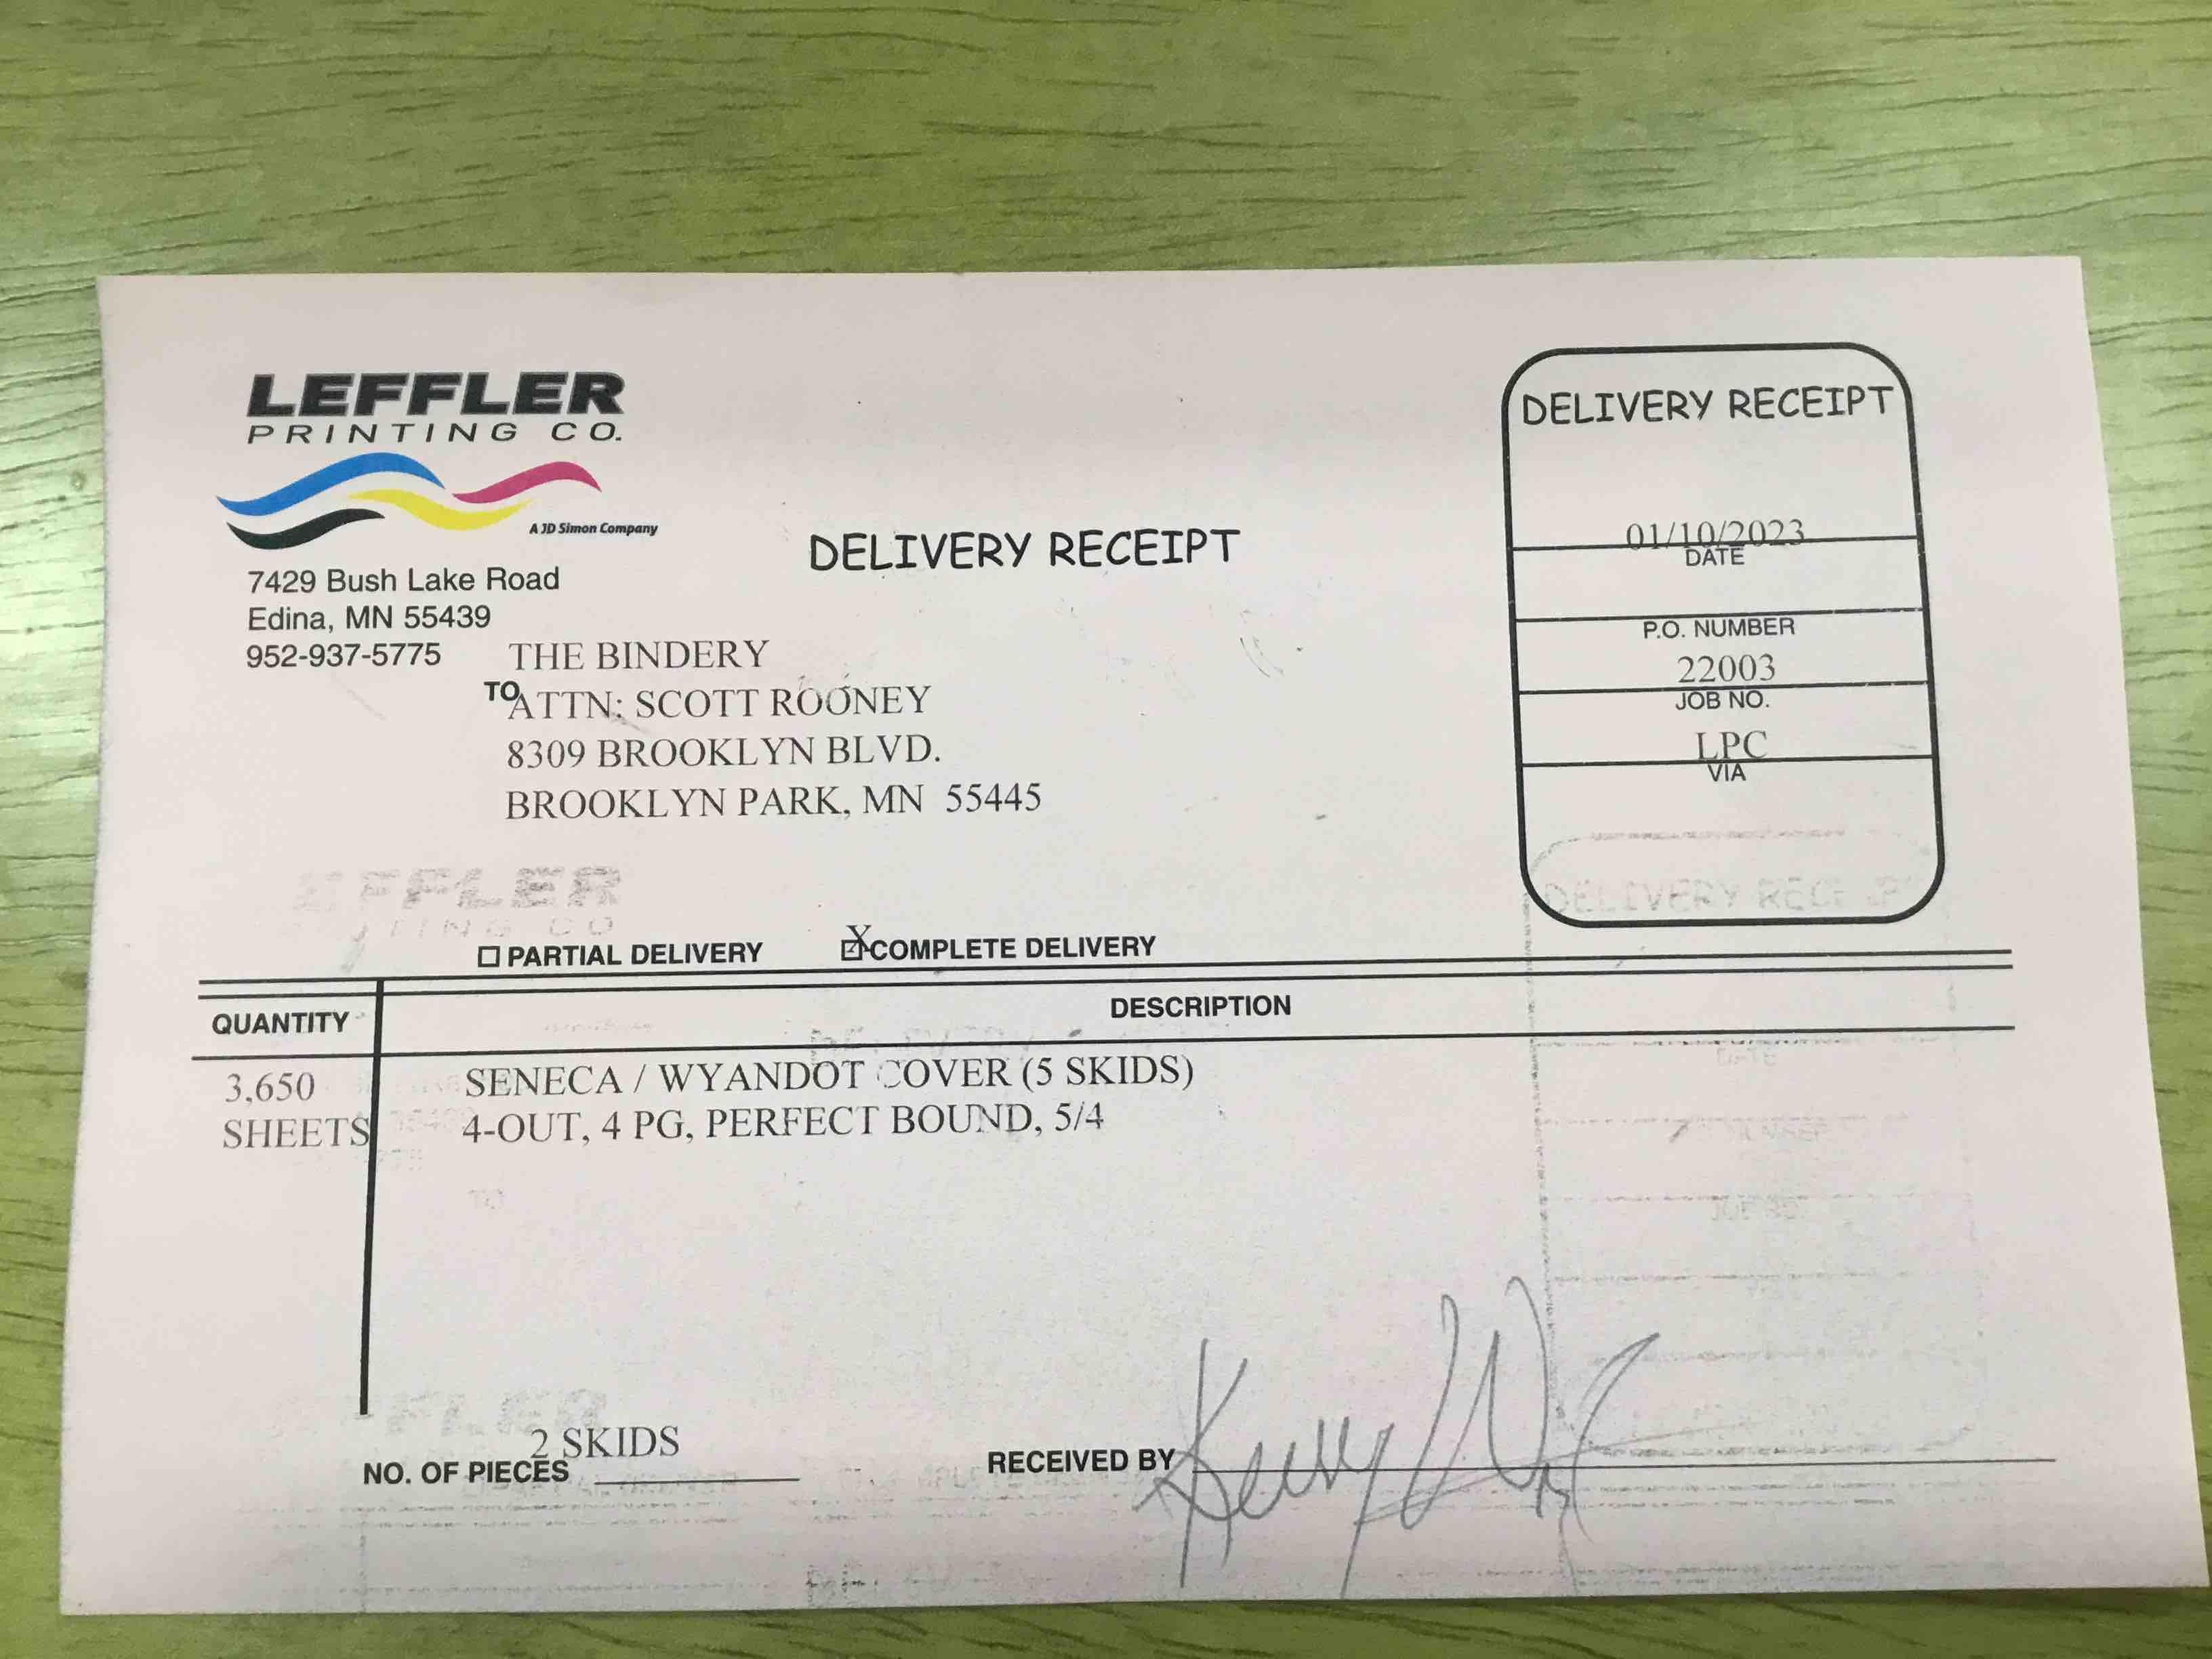 LEFFLER
PRINTING CO.
A JD Simon Company
7429 Bush Lake Road
Edina, MN 55439
952-937-5775
DELIVERY RECEIPT
THE BINDERY
TO ATTN: SCOTT ROONEY
8309 BROOKLYN BLVD.
BROOKLYN PARK, MN 55445
DELIVERY RECEIPT
01/10/2023
DATE
P.O. NUMBER
22003
JOB NO.
LPC
VIA
PARTIAL DELIVERY X COMPLETE DELIVERY
QUANTITY DESCRIPTION
3,650 SENECA / WYANDOT COVER (5 SKIDS)
SHEETS 4-OUT, 4 PG, PERFECT BOUND, 5/4
2 SKIDS
NO. OF PIECES
RECEIVED BY Kelly